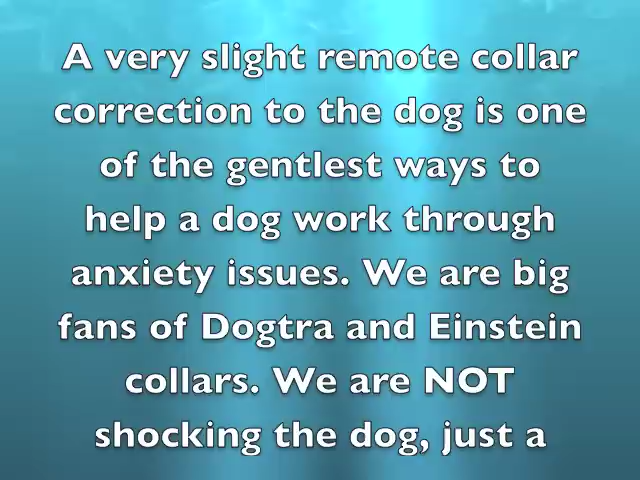 A very slight remote collar
correction to the dog is one
of the gentlest ways to
help a dog work through
anxiety issues. We are big
fans of Dogtra and Einstein
collars. We are NOT
shocking the dog, just a